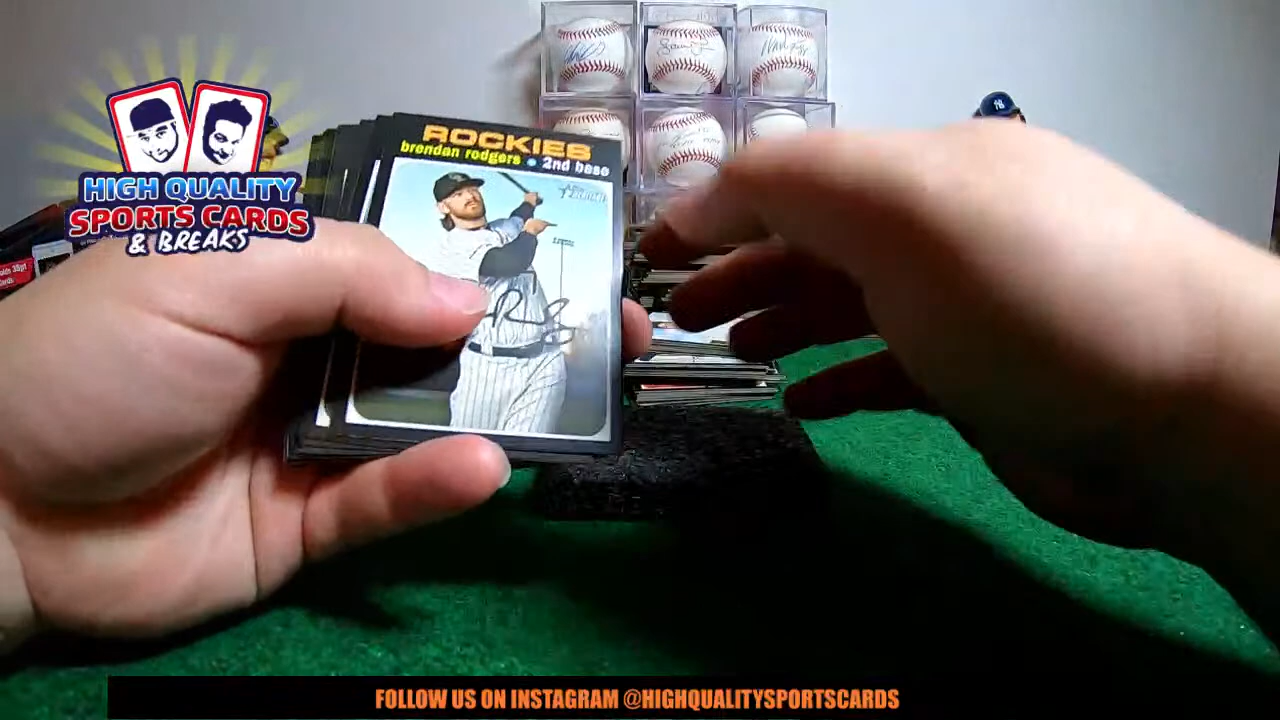 HIGH QUALITY
SPORTS CARDS
& BREAKS
ROCKIES
brendan rodgers • 2nd base
FOLLOW US ON INSTAGRAM @HIGHQUALITYSPORTSCARDS